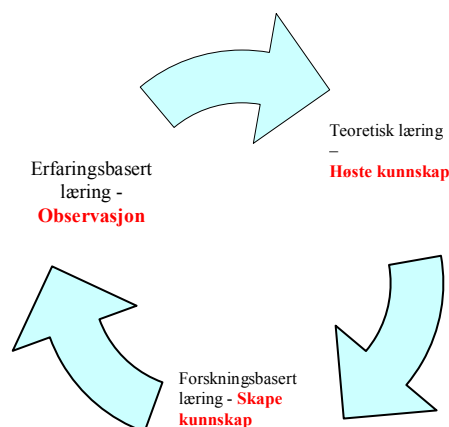 Teoretisk læring
–
Høste kunnskap
Erfaringsbasert
læring -
Observasjon
Forskningsbasert
læring - Skape
kunnskap